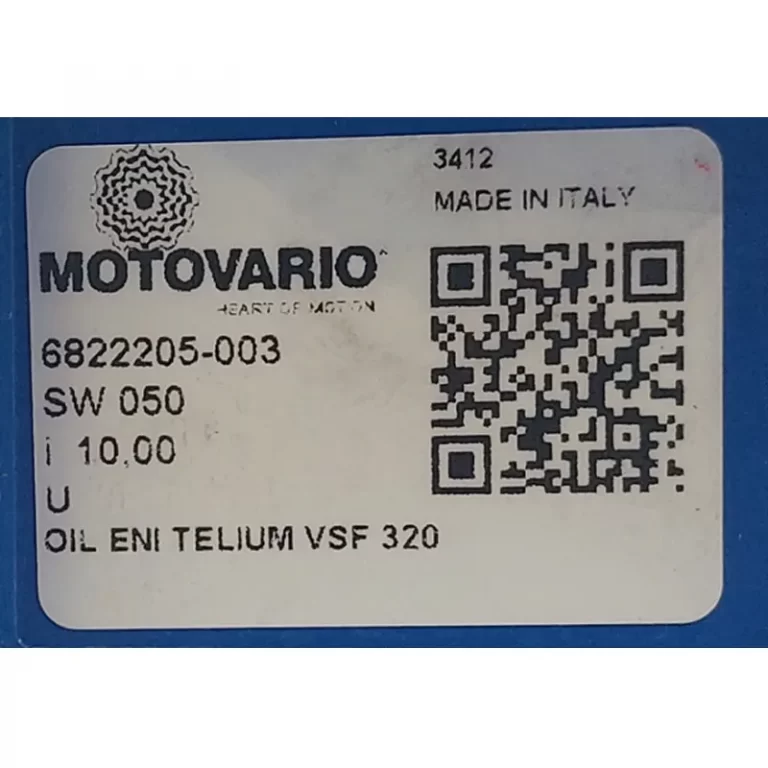 3412
MADE IN ITALY
MOTOVARIO
HEART OF MOTION
6822205-003
SW 050
i 10,00
U
OIL ENI TELIUM VSF 320